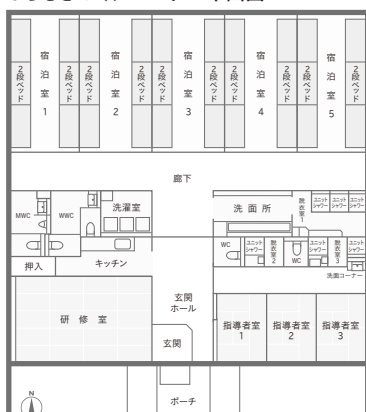 宿泊室1
宿泊室2
宿泊室3
宿泊室4
宿泊室5
2段ベッド
2段ベッド
2段ベッド
2段ベッド
2段ベッド
2段ベッド
2段ベッド
2段ベッド
2段ベッド
2段ベッド
廊下
MWC
WWC
洗濯室
洗面所
脱衣室1
ユニットシャワー
ユニットシャワー
ユニットシャワー
WC
ユニットシャワー
脱衣室2
WC
ユニットシャワー
脱衣室3
ユニットシャワー
洗面コーナー
押入
キッチン
研修室
玄関ホール
玄関
指導者室1
指導者室2
指導者室3
ポーチ
N